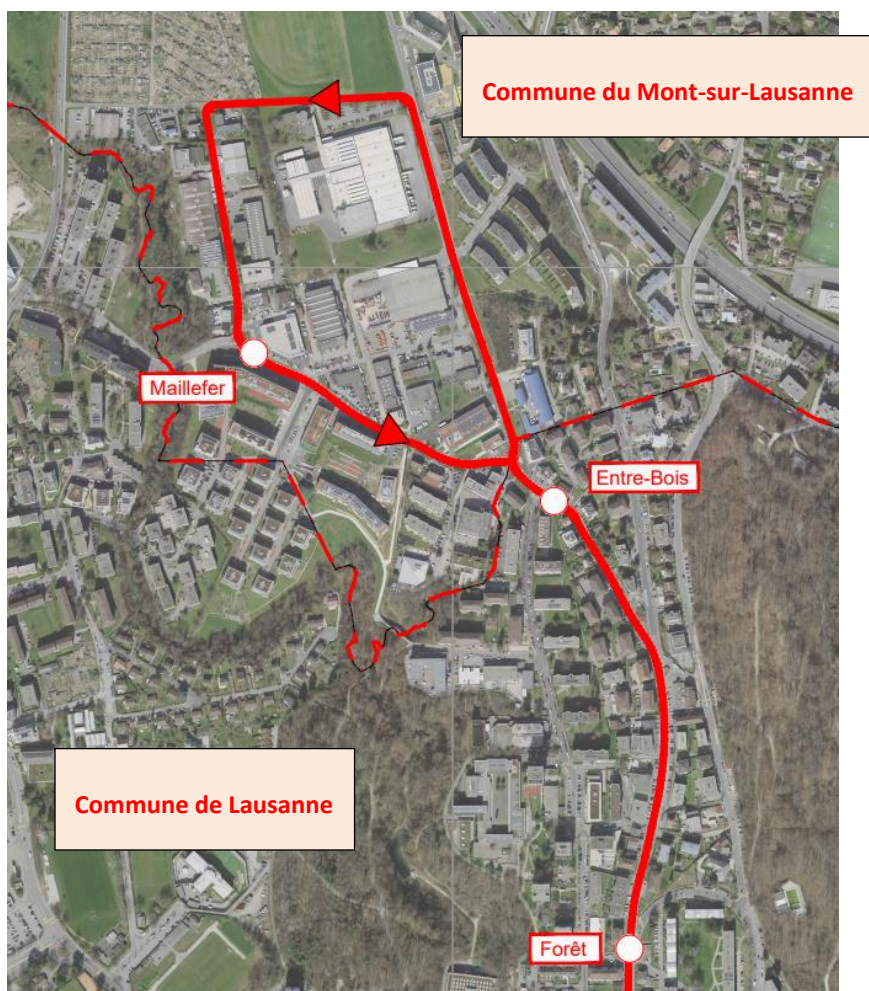 Commune du Mont-sur-Lausanne
Maillefer
Entre-Bois
Commune de Lausanne
Forêt